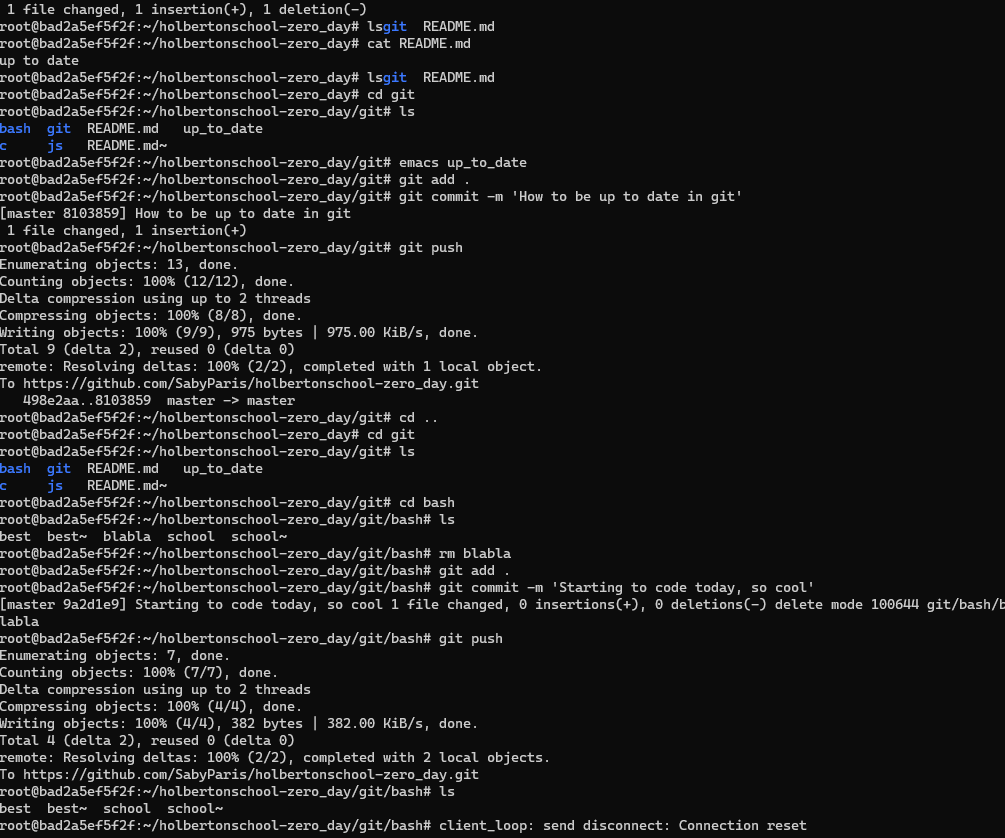 1 file changed, 1 insertion(+), 1 deletion(-)
root@bad2a5ef5f2f:~/holbertonschool-zero_day# lsgit  README.md
root@bad2a5ef5f2f:~/holbertonschool-zero_day# cat README.md
up to date
root@bad2a5ef5f2f:~/holbertonschool-zero_day# lsgit  README.md
root@bad2a5ef5f2f:~/holbertonschool-zero_day# cd git
root@bad2a5ef5f2f:~/holbertonschool-zero_day/git# ls
bash  git  README.md   up_to_date
c     js   README.md~
root@bad2a5ef5f2f:~/holbertonschool-zero_day/git# emacs up_to_date
root@bad2a5ef5f2f:~/holbertonschool-zero_day/git# git add .
root@bad2a5ef5f2f:~/holbertonschool-zero_day/git# git commit -m 'How to be up to date in git'
[master 8103859] How to be up to date in git
 1 file changed, 1 insertion(+)
root@bad2a5ef5f2f:~/holbertonschool-zero_day/git# git push
Enumerating objects: 13, done.
Counting objects: 100% (12/12), done.
Delta compression using up to 2 threads
Compressing objects: 100% (8/8), done.
Writing objects: 100% (9/9), 975 bytes | 975.00 KiB/s, done.
Total 9 (delta 2), reused 0 (delta 0)
remote: Resolving deltas: 100% (2/2), completed with 1 local object.
To https://github.com/SabyParis/holbertonschool-zero_day.git
   498e2aa..8103859  master -> master
root@bad2a5ef5f2f:~/holbertonschool-zero_day/git# cd ..
root@bad2a5ef5f2f:~/holbertonschool-zero_day# cd git
root@bad2a5ef5f2f:~/holbertonschool-zero_day/git# ls
bash  git  README.md   up_to_date
c     js   README.md~
root@bad2a5ef5f2f:~/holbertonschool-zero_day/git# cd bash
root@bad2a5ef5f2f:~/holbertonschool-zero_day/git/bash# ls
best  best~  blabla  school  school~
root@bad2a5ef5f2f:~/holbertonschool-zero_day/git/bash# rm blabla
root@bad2a5ef5f2f:~/holbertonschool-zero_day/git/bash# git add .
root@bad2a5ef5f2f:~/holbertonschool-zero_day/git/bash# git commit -m 'Starting to code today, so cool'
[master 9a2d1e9] Starting to code today, so cool 1 file changed, 0 insertions(+), 0 deletions(-) delete mode 100644 git/bash/b
labla
root@bad2a5ef5f2f:~/holbertonschool-zero_day/git/bash# git push
Enumerating objects: 7, done.
Counting objects: 100% (7/7), done.
Delta compression using up to 2 threads
Compressing objects: 100% (4/4), done.
Writing objects: 100% (4/4), 382 bytes | 382.00 KiB/s, done.
Total 4 (delta 2), reused 0 (delta 0)
remote: Resolving deltas: 100% (2/2), completed with 2 local objects.
To https://github.com/SabyParis/holbertonschool-zero_day.git
root@bad2a5ef5f2f:~/holbertonschool-zero_day/git/bash# ls
best  best~  school  school~
root@bad2a5ef5f2f:~/holbertonschool-zero_day/git/bash# client_loop: send disconnect: Connection reset